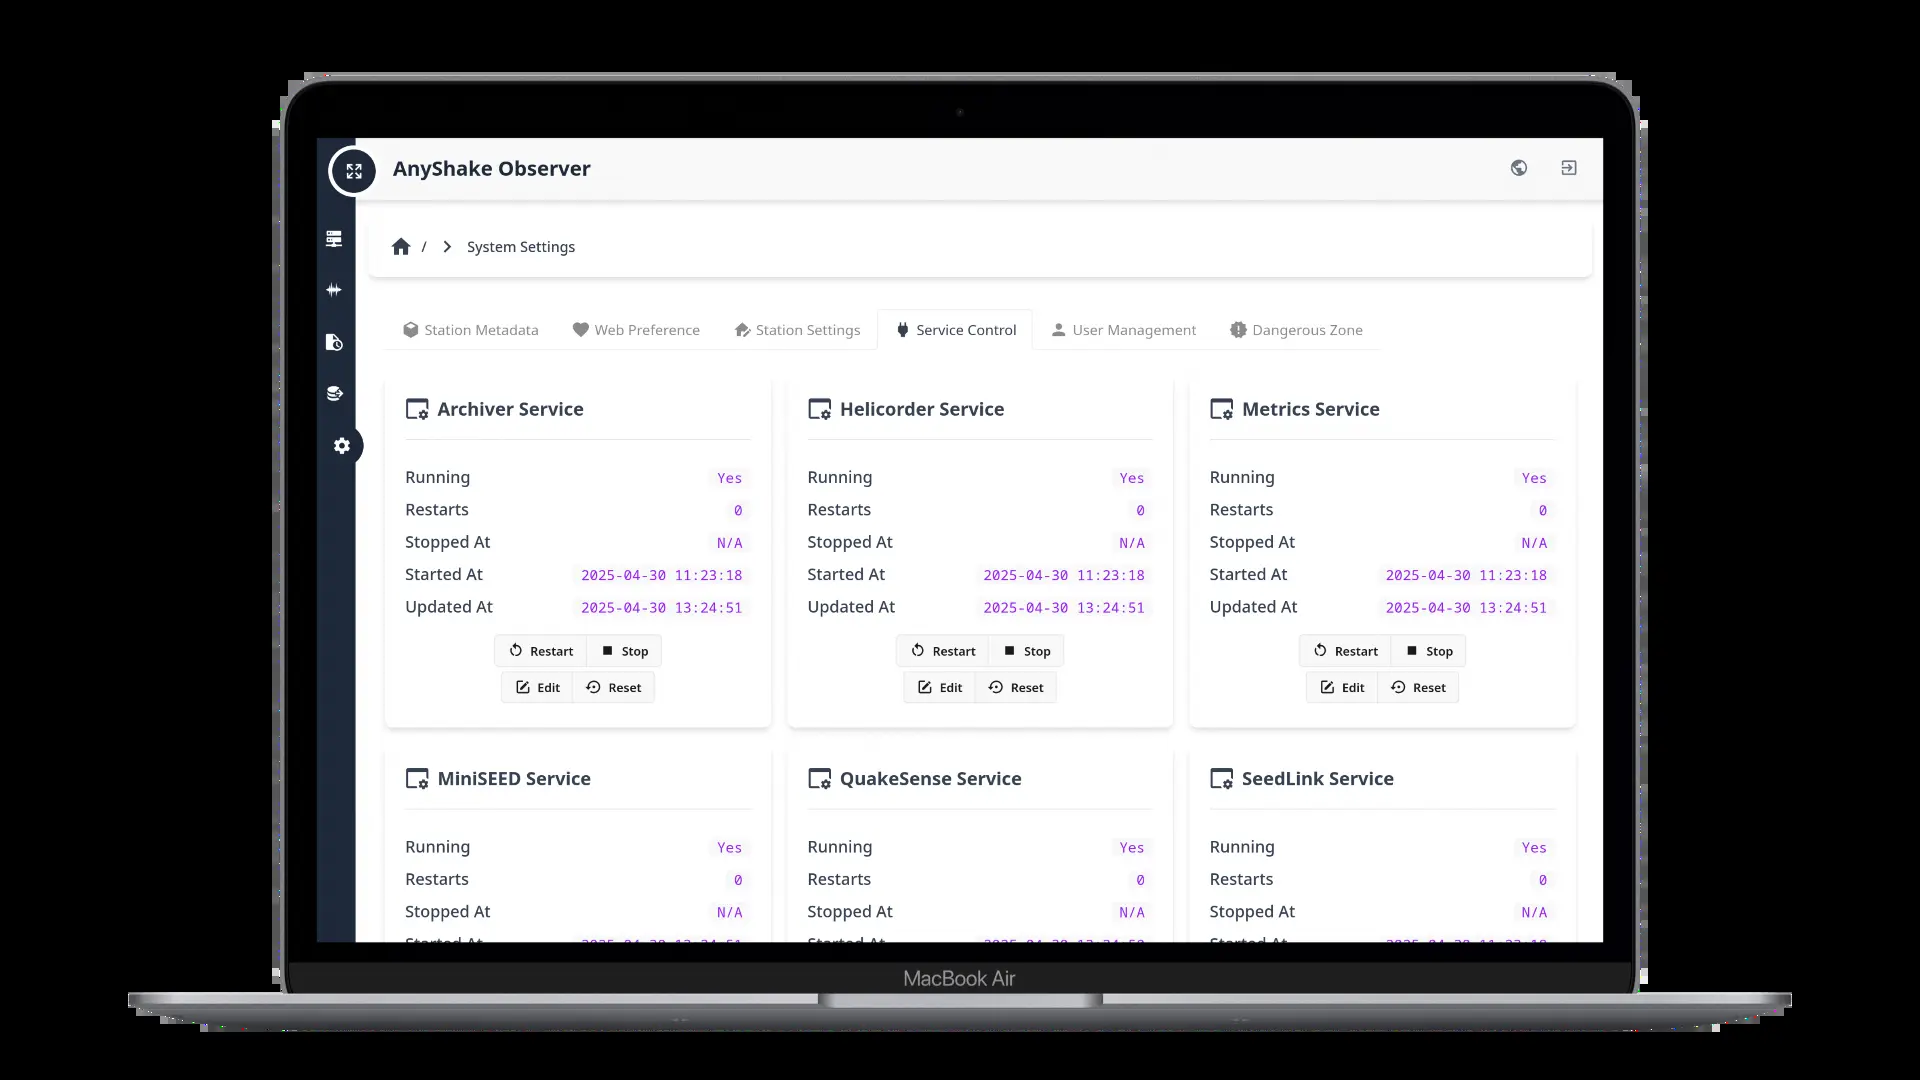 AnyShake Observer
/ System Settings
Station Metadata Web Preference Station Settings Service Control User Management Dangerous Zone
Archiver Service
Running Yes
Restarts 0
Stopped At N/A
Started At 2025-04-30 11:23:18
Updated At 2025-04-30 13:24:51
Restart Stop
Edit Reset
Helicorder Service
Running Yes
Restarts 0
Stopped At N/A
Started At 2025-04-30 11:23:18
Updated At 2025-04-30 13:24:51
Restart Stop
Edit Reset
Metrics Service
Running Yes
Restarts 0
Stopped At N/A
Started At 2025-04-30 11:23:18
Updated At 2025-04-30 13:24:51
Restart Stop
Edit Reset
MiniSEED Service
Running Yes
Restarts 0
Stopped At N/A
Started At
QuakeSense Service
Running Yes
Restarts 0
Stopped At N/A
Started At
SeedLink Service
Running Yes
Restarts 0
Stopped At N/A
Started At
MacBook Air